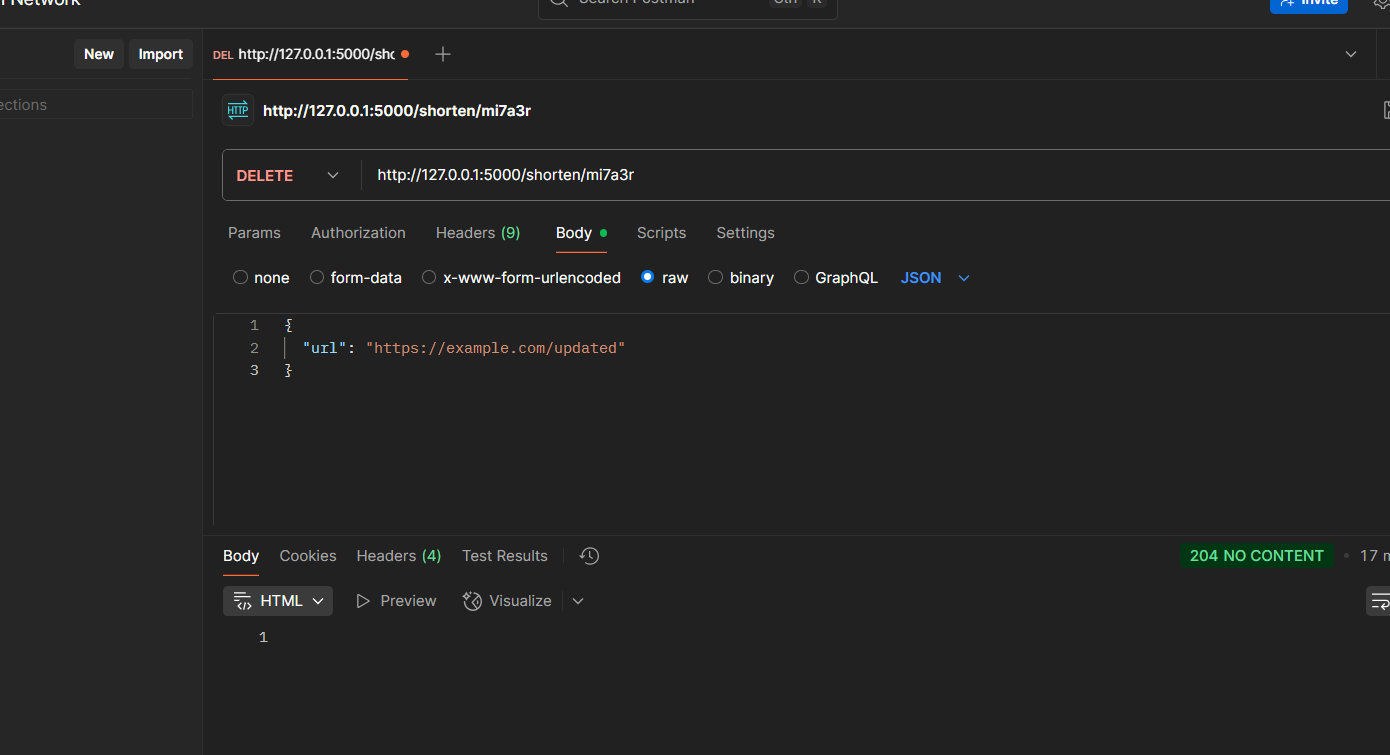 Network
Search Postman Ctrl K Invite
New Import
DEL http://127.0.0.1:5000/sho
ections
HTTP http://127.0.0.1:5000/shorten/mi7a3r
DELETE http://127.0.0.1:5000/shorten/mi7a3r
Params Authorization Headers (9) Body Scripts Settings
none form-data x-www-form-urlencoded raw binary GraphQL JSON
1 {
2 "url": "https://example.com/updated"
3 }
Body Cookies Headers (4) Test Results 204 NO CONTENT • 17 m
HTML Preview Visualize
1